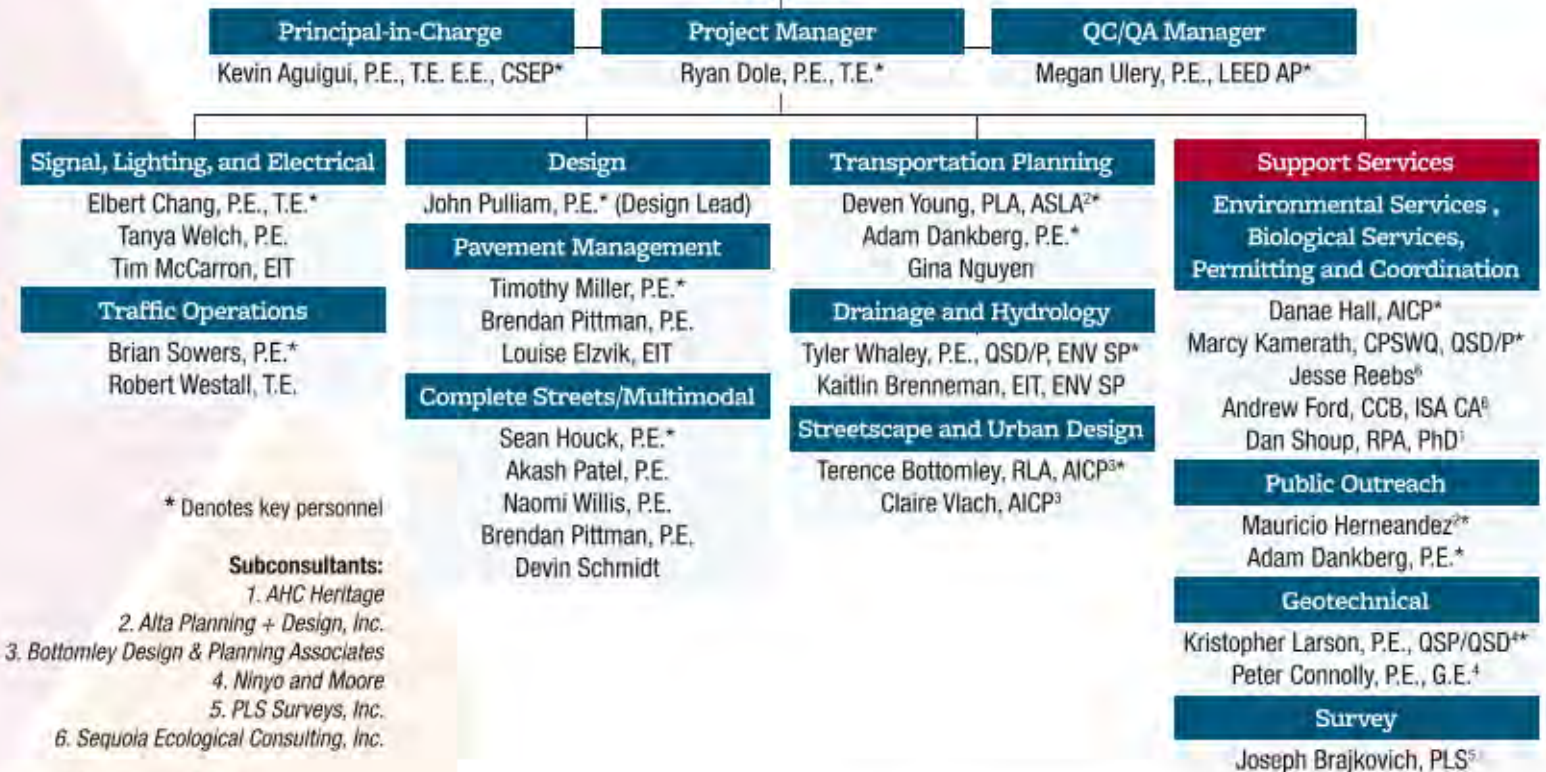 Principal-in-Charge
Kevin Aguigui, P.E., T.E. E.E., CSEP*
Project Manager
Ryan Dole, P.E., T.E.*
QC/QA Manager
Megan Ulery, P.E., LEED AP*
Signal, Lighting, and Electrical
Elbert Chang, P.E., T.E.*
Tanya Welch, P.E.
Tim McCarron, EIT
Traffic Operations
Brian Sowers, P.E.*
Robert Westall, T.E.
Design
John Pulliam, P.E.* (Design Lead)
Pavement Management
Timothy Miller, P.E.*
Brendan Pittman, P.E.
Louise Elzvik, EIT
Complete Streets/Multimodal
Sean Houck, P.E.*
Akash Patel, P.E.
Naomi Willis, P.E.
Brendan Pittman, P.E.
Devin Schmidt
Transportation Planning
Deven Young, PLA, ASLA²*
Adam Dankberg, P.E.*
Gina Nguyen
Drainage and Hydrology
Tyler Whaley, P.E., QSD/P, ENV SP*
Kaitlin Brenneman, EIT, ENV SP
Streetscape and Urban Design
Terence Bottomley, RLA, AICP³*
Claire Vlach, AICP³
Support Services
Environmental Services ,
Biological Services,
Permitting and Coordination
Danae Hall, AICP*
Marcy Kamerath, CPSWQ, QSD/P*
Jesse Reebs⁶
Andrew Ford, CCB, ISA CA⁶
Dan Shoup, RPA, PhD¹
Public Outreach
Mauricio Herneandez²*
Adam Dankberg, P.E.*
Geotechnical
Kristopher Larson, P.E., QSP/QSD⁴*
Peter Connolly, P.E., G.E.⁴
Survey
Joseph Brajkovich, PLS⁵
* Denotes key personnel
Subconsultants:
1. AHC Heritage
2. Alta Planning + Design, Inc.
3. Bottomley Design & Planning Associates
4. Ninyo and Moore
5. PLS Surveys, Inc.
6. Sequoia Ecological Consulting, Inc.